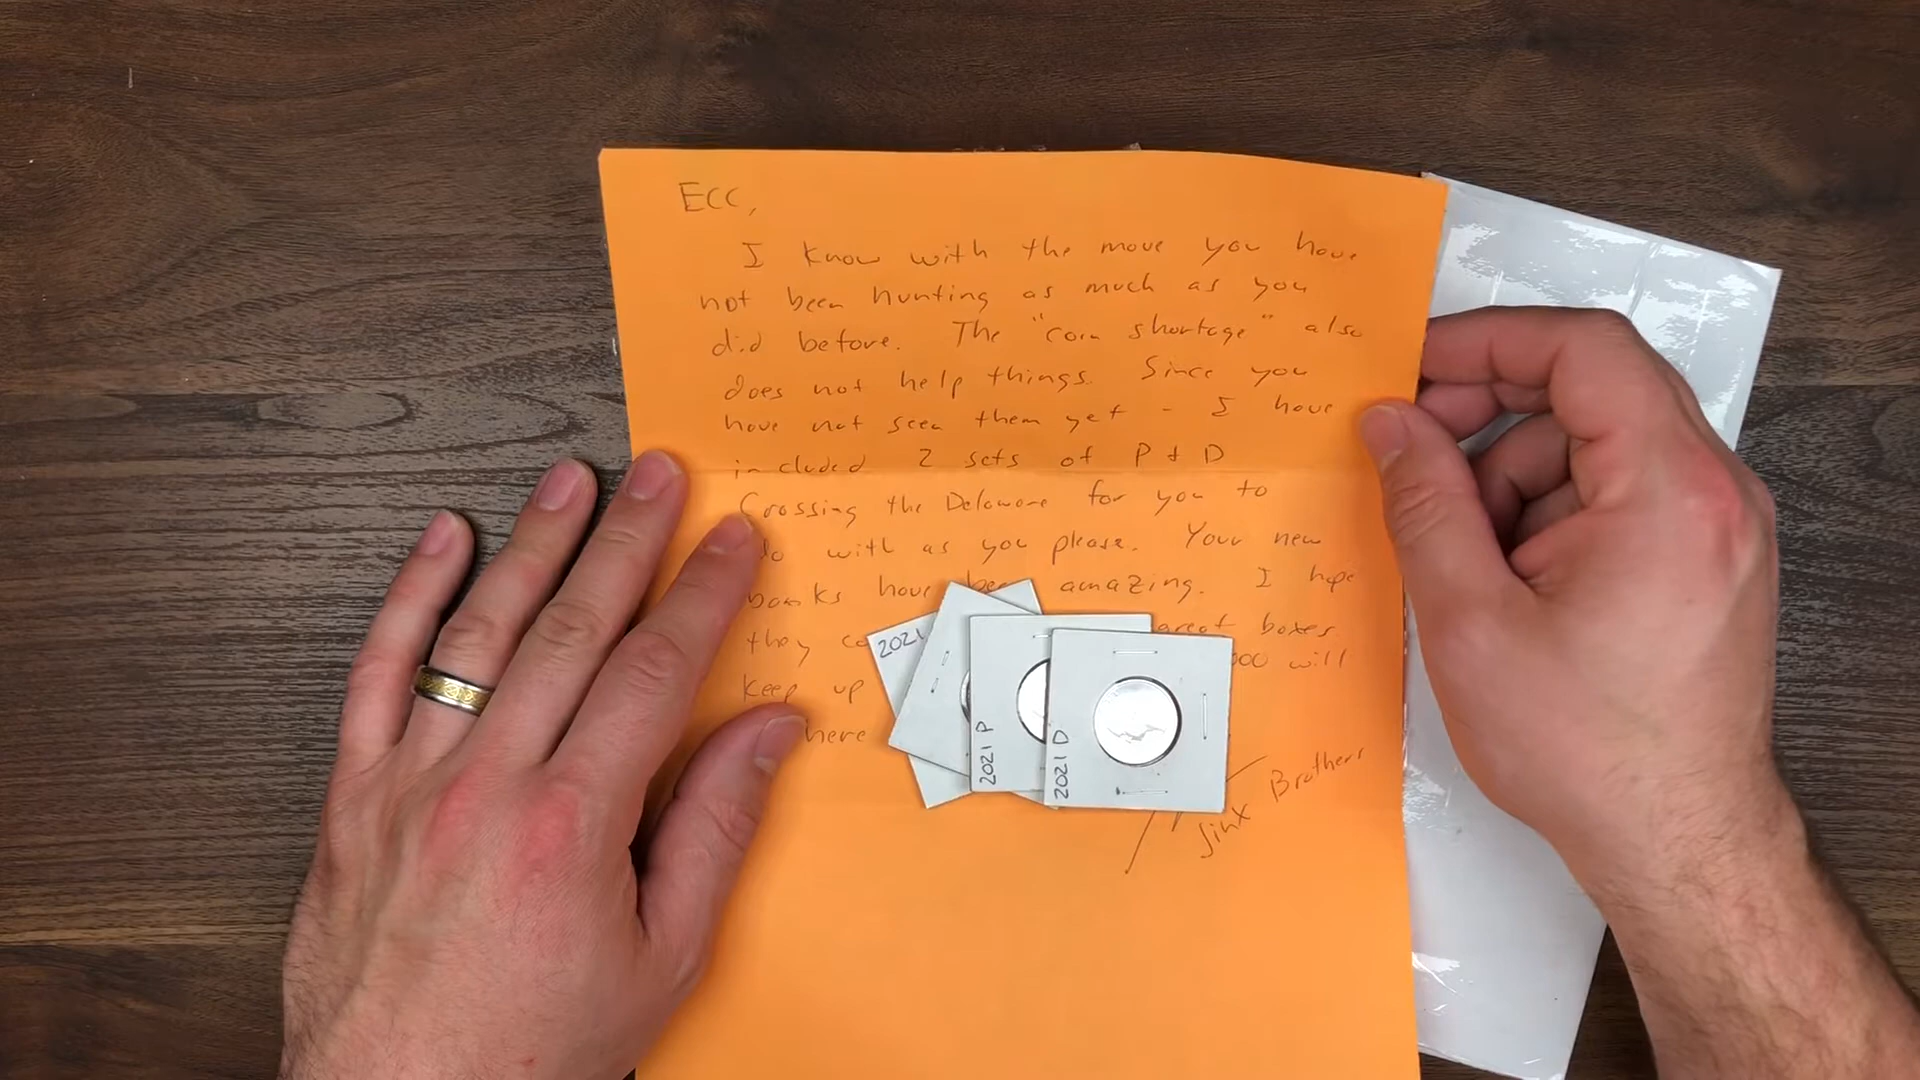 ECC,
I know with the move you have
not been hunting as much as you
did before. The "coin shortage" also
does not help things. Since you
have not seen them yet - I have
included 2 sets of P & D
Crossing the Delaware for you to
do with as you please. Your new
banks have been amazing. I hope
they great boxes
keep up 000 will
here
2021
2021 P
2021 D
Jinx Brothers